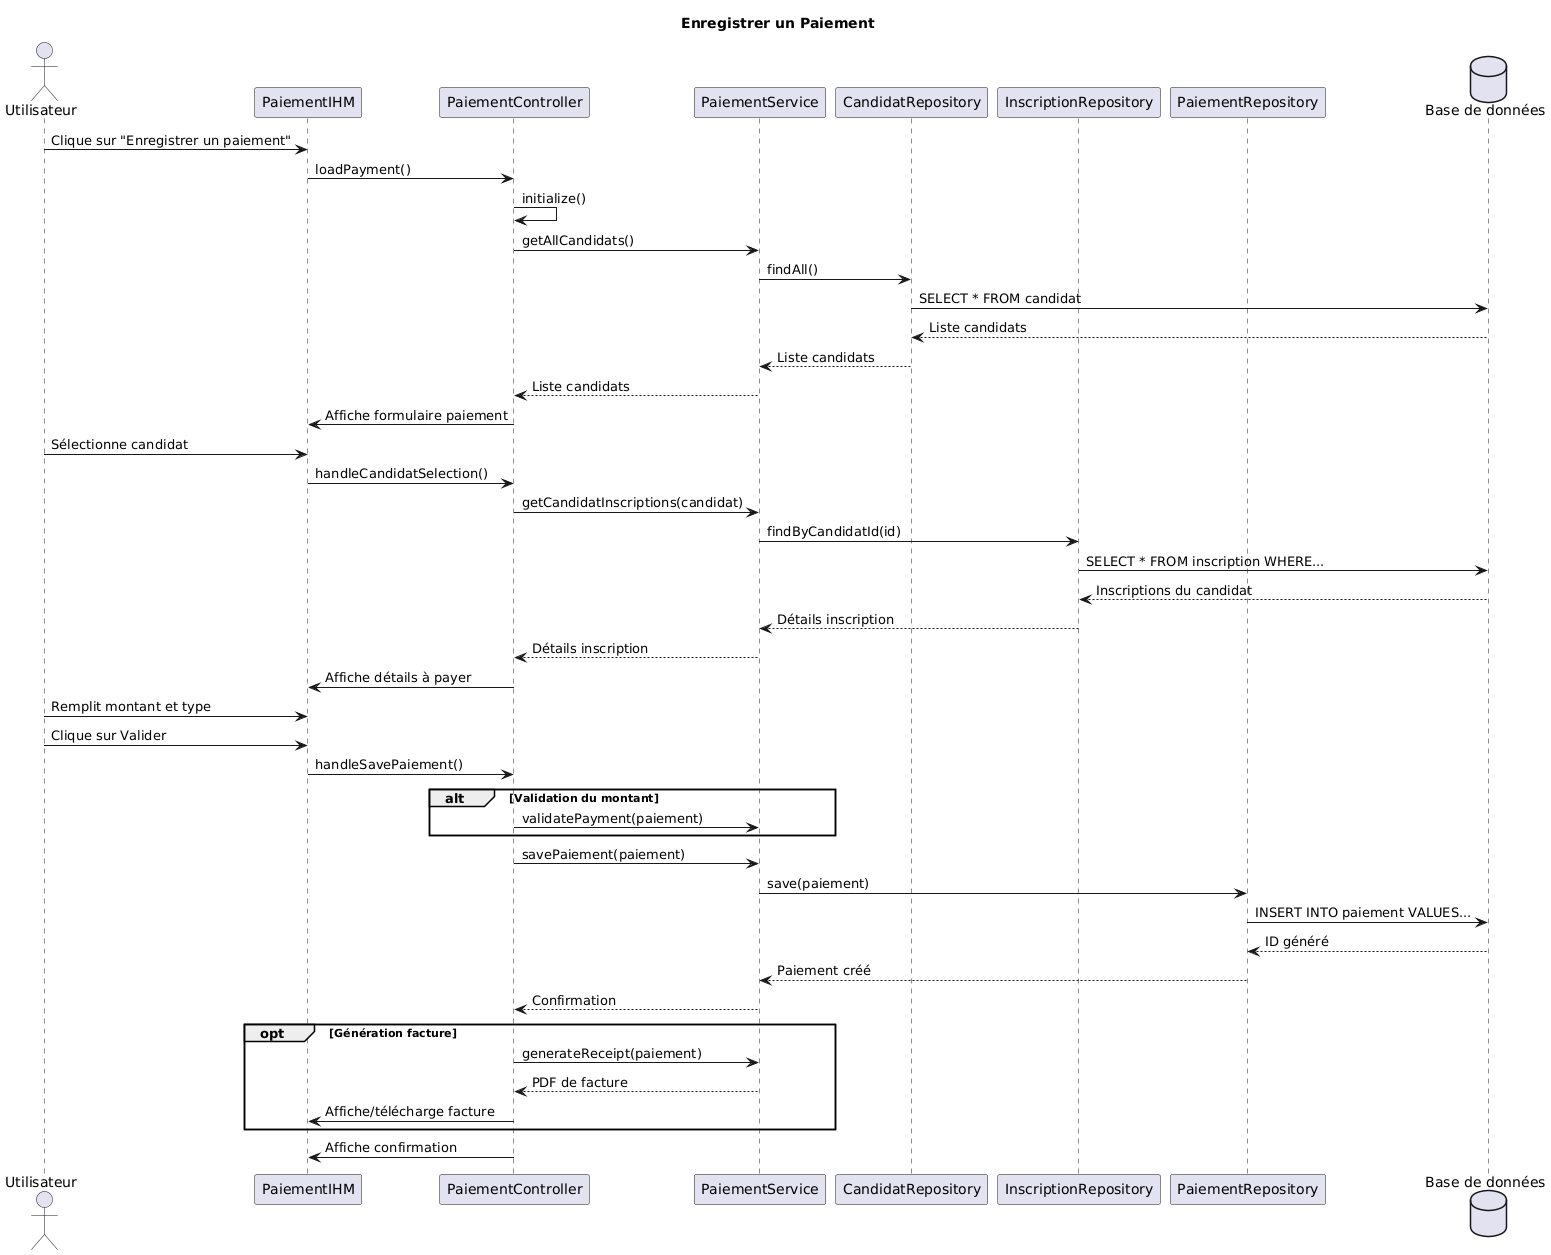 Enregistrer un Paiement
Utilisateur
PaiementIHM
PaiementController
PaiementService
CandidatRepository
InscriptionRepository
PaiementRepository
Base de données
Clique sur "Enregistrer un paiement"
loadPayment()
initialize()
getAllCandidats()
findAll()
SELECT * FROM candidat
Liste candidats
Liste candidats
Liste candidats
Affiche formulaire paiement
Sélectionne candidat
handleCandidatSelection()
getCandidatInscriptions(candidat)
findByCandidatId(id)
SELECT * FROM inscription WHERE...
Inscriptions du candidat
Détails inscription
Détails inscription
Affiche détails à payer
Remplit montant et type
Clique sur Valider
handleSavePaiement()
alt [Validation du montant]
validatePayment(paiement)
savePaiement(paiement)
save(paiement)
INSERT INTO paiement VALUES...
ID généré
Paiement créé
Confirmation
opt [Génération facture]
generateReceipt(paiement)
PDF de facture
Affiche/télécharge facture
Affiche confirmation
Utilisateur
PaiementIHM
PaiementController
PaiementService
CandidatRepository
InscriptionRepository
PaiementRepository
Base de données